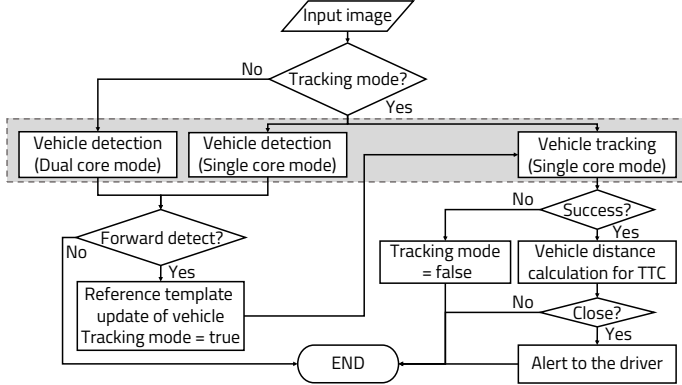 Input image
Tracking mode?
No
Yes
Vehicle detection
(Dual core mode)
Vehicle detection
(Single core mode)
Vehicle tracking
(Single core mode)
Forward detect?
No
Yes
Reference template
update of vehicle
Tracking mode = true
Success?
No
Yes
Tracking mode
= false
Vehicle distance
calculation for TTC
Close?
No
Yes
Alert to the driver
END